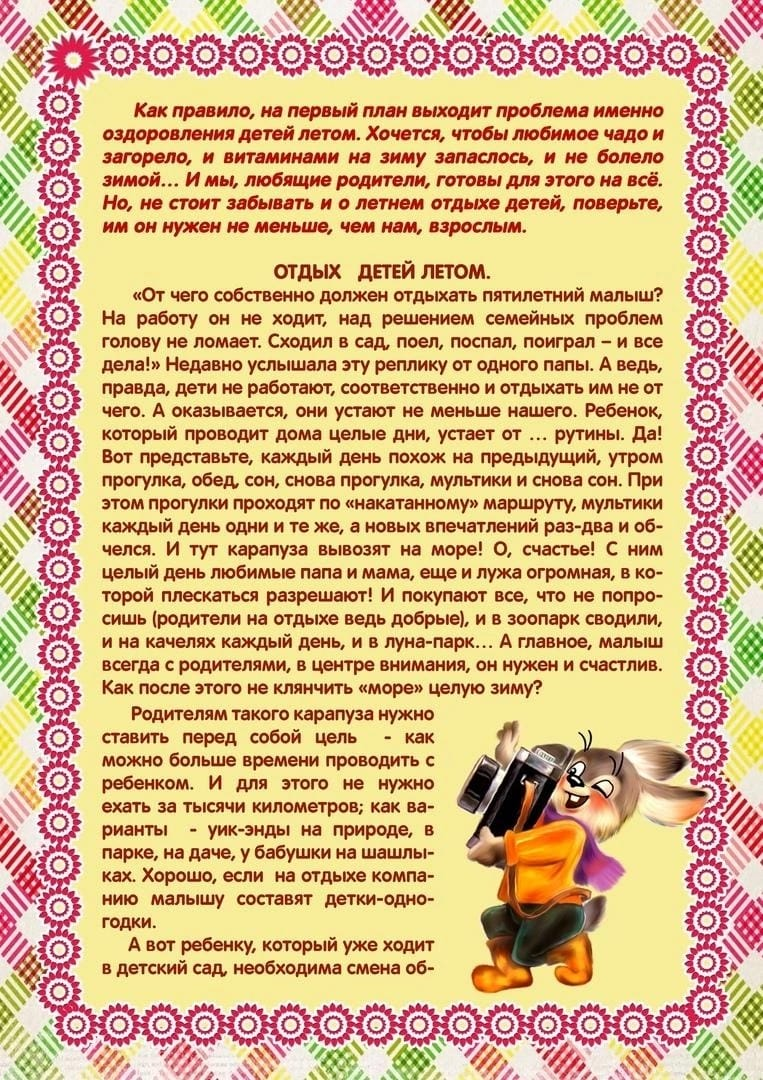 Как правило, на первый план выходит проблема именно
оздоровления детей летом. Хочется, чтобы любимое чадо и
загорело, и витаминами на зиму запаслось, и не болело
зимой... И мы, любящие родители, готовы для этого на всё.
Но, не стоит забывать и о летнем отдыхе детей, поверьте,
им он нужен не меньше, чем нам, взрослым.
ОТДЫХ ДЕТЕЙ ЛЕТОМ.
«От чего собственно должен отдыхать пятилетний малыш?
На работу он не ходит, над решением семейных проблем
голову не ломает. Сходил в сад, поел, поспал, поиграл – и все
дела!» Недавно услышала эту реплику от одного папы. А ведь,
правда, дети не работают, соответственно и отдыхать им не от
чего. А оказывается, они устают не меньше нашего. Ребенок,
который проводит дома целые дни, устает от ... рутины. Да!
Вот представьте, каждый день похож на предыдущий, утром
прогулка, обед, сон, снова прогулка, мультики и снова сон. При
этом прогулки проходят по «накатанному» маршруту, мультики
каждый день одни и те же, а новых впечатлений раз-два и об-
челся. И тут карапуза вывозят на море! О, счастье! С ним
целый день любимые папа и мама, еще и лужа огромная, в ко-
торой плескаться разрешают! И покупают все, что не попро-
сишь (родители на отдыхе ведь добрые), и в зоопарк сводили,
и на качелях каждый день, и в луна-парк... А главное, малыш
всегда с родителями, в центре внимания, он нужен и счастлив.
Как после этого не клянчить «море» целую зиму?
Родителям такого карапуза нужно
ставить перед собой цель - как
можно больше времени проводить с
ребенком. И для этого не нужно
ехать за тысячи километров; как ва-
рианты - уик-энды на природе, в
парке, на даче, у бабушки на шашлы-
ках. Хорошо, если на отдыхе компа-
нию малышу составят детки-одно-
годки.
А вот ребенку, который уже ходит
в детский сад, необходима смена об-